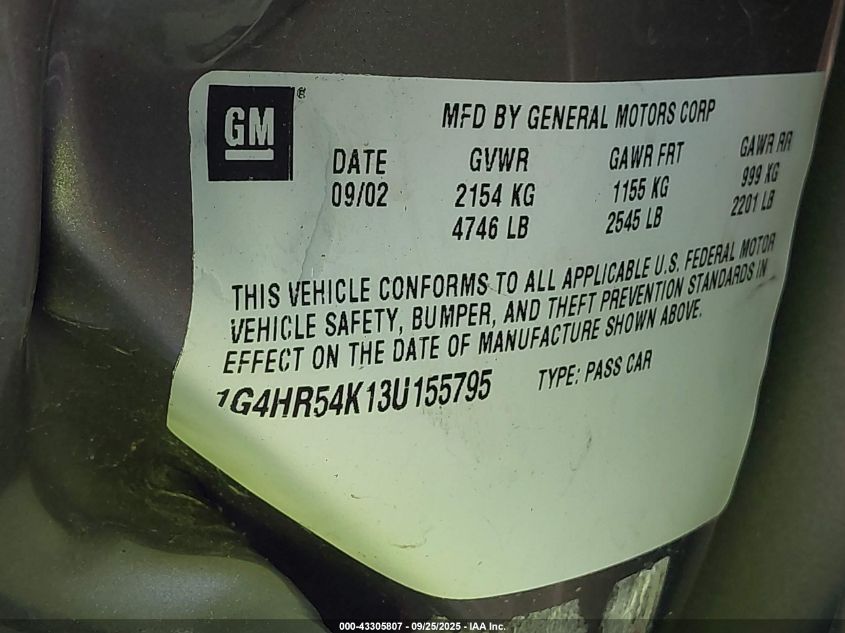 GM ®
MFD BY GENERAL MOTORS CORP
DATE GVWR GAWR FRT GAWR RR
09/02 2154 KG 1155 KG 999 KG
4746 LB 2545 LB 2201 LB
THIS VEHICLE CONFORMS TO ALL APPLICABLE U.S. FEDERAL MOTOR
VEHICLE SAFETY, BUMPER, AND THEFT PREVENTION STANDARDS IN
EFFECT ON THE DATE OF MANUFACTURE SHOWN ABOVE.
1G4HR54K13U155795 TYPE: PASS CAR
000-43305807 - 09/25/2025 - IAA Inc.